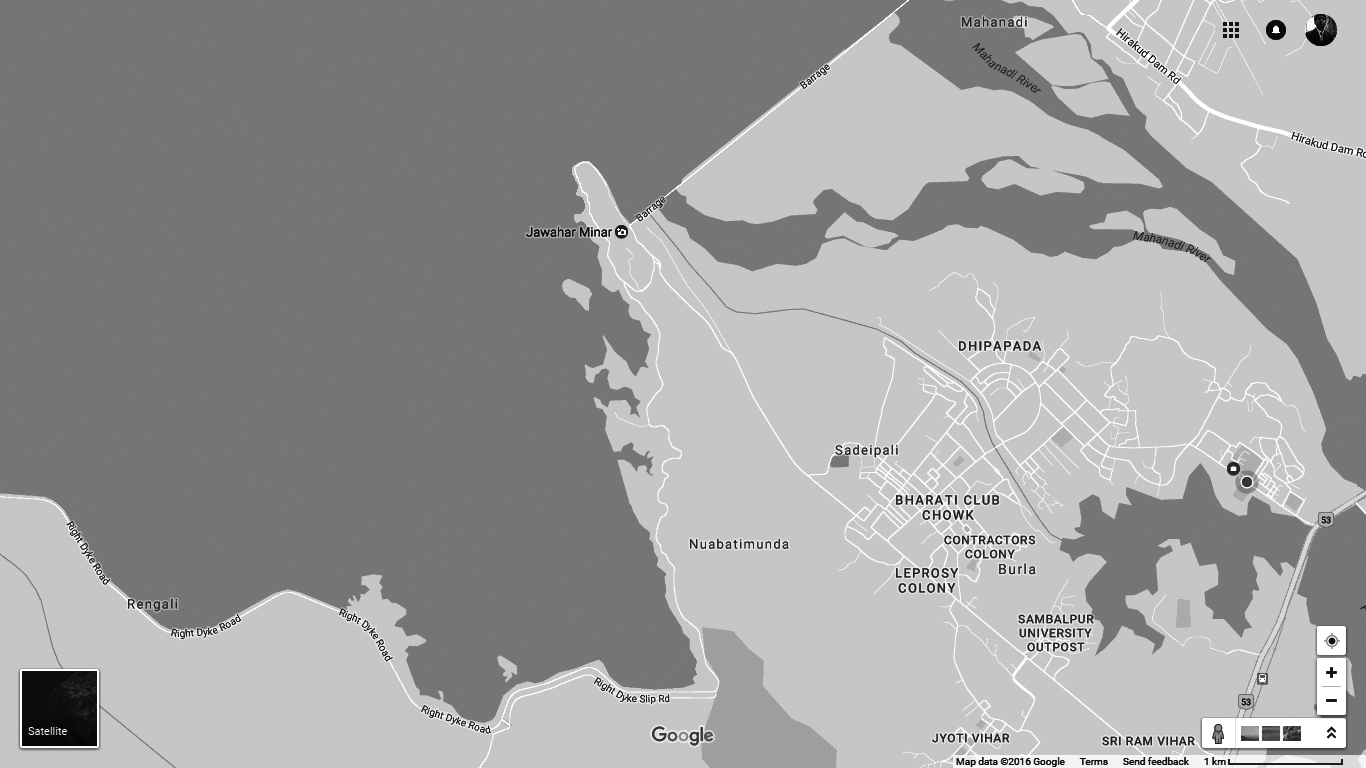 Mahanadi
Hirakud Dam Rd
Mahanadi River
Barrage
Hirakud Dam Rd
Barrage
Jawahar Minar
Mahanadi River
DHIPAPADA
Sadeipali
BHARATI CLUB
CHOWK
53
Right Dyke Road
Nuabatimunda
CONTRACTORS
COLONY
Burla
LEPROSY
COLONY
Rengali
Right Dyke Road
Right Dyke Road
SAMBALPUR
UNIVERSITY
OUTPOST
Right Dyke Slip Rd
53
Right Dyke Road
Satellite
Google
JYOTI VIHAR
SRI RAM VIHAR
Map data ©2016 Google Terms Send feedback 1 km